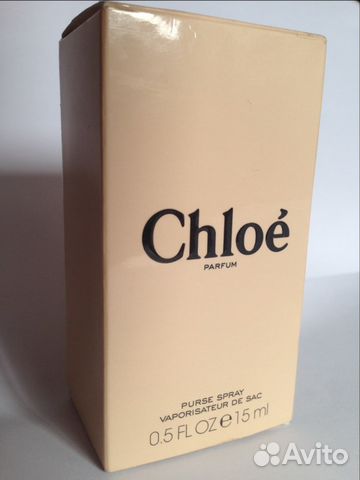 Chloé
PARFUM
PURSE SPRAY
VAPORISATEUR DE SAC
0.5 FL OZ ℮ 15 ml
Avito